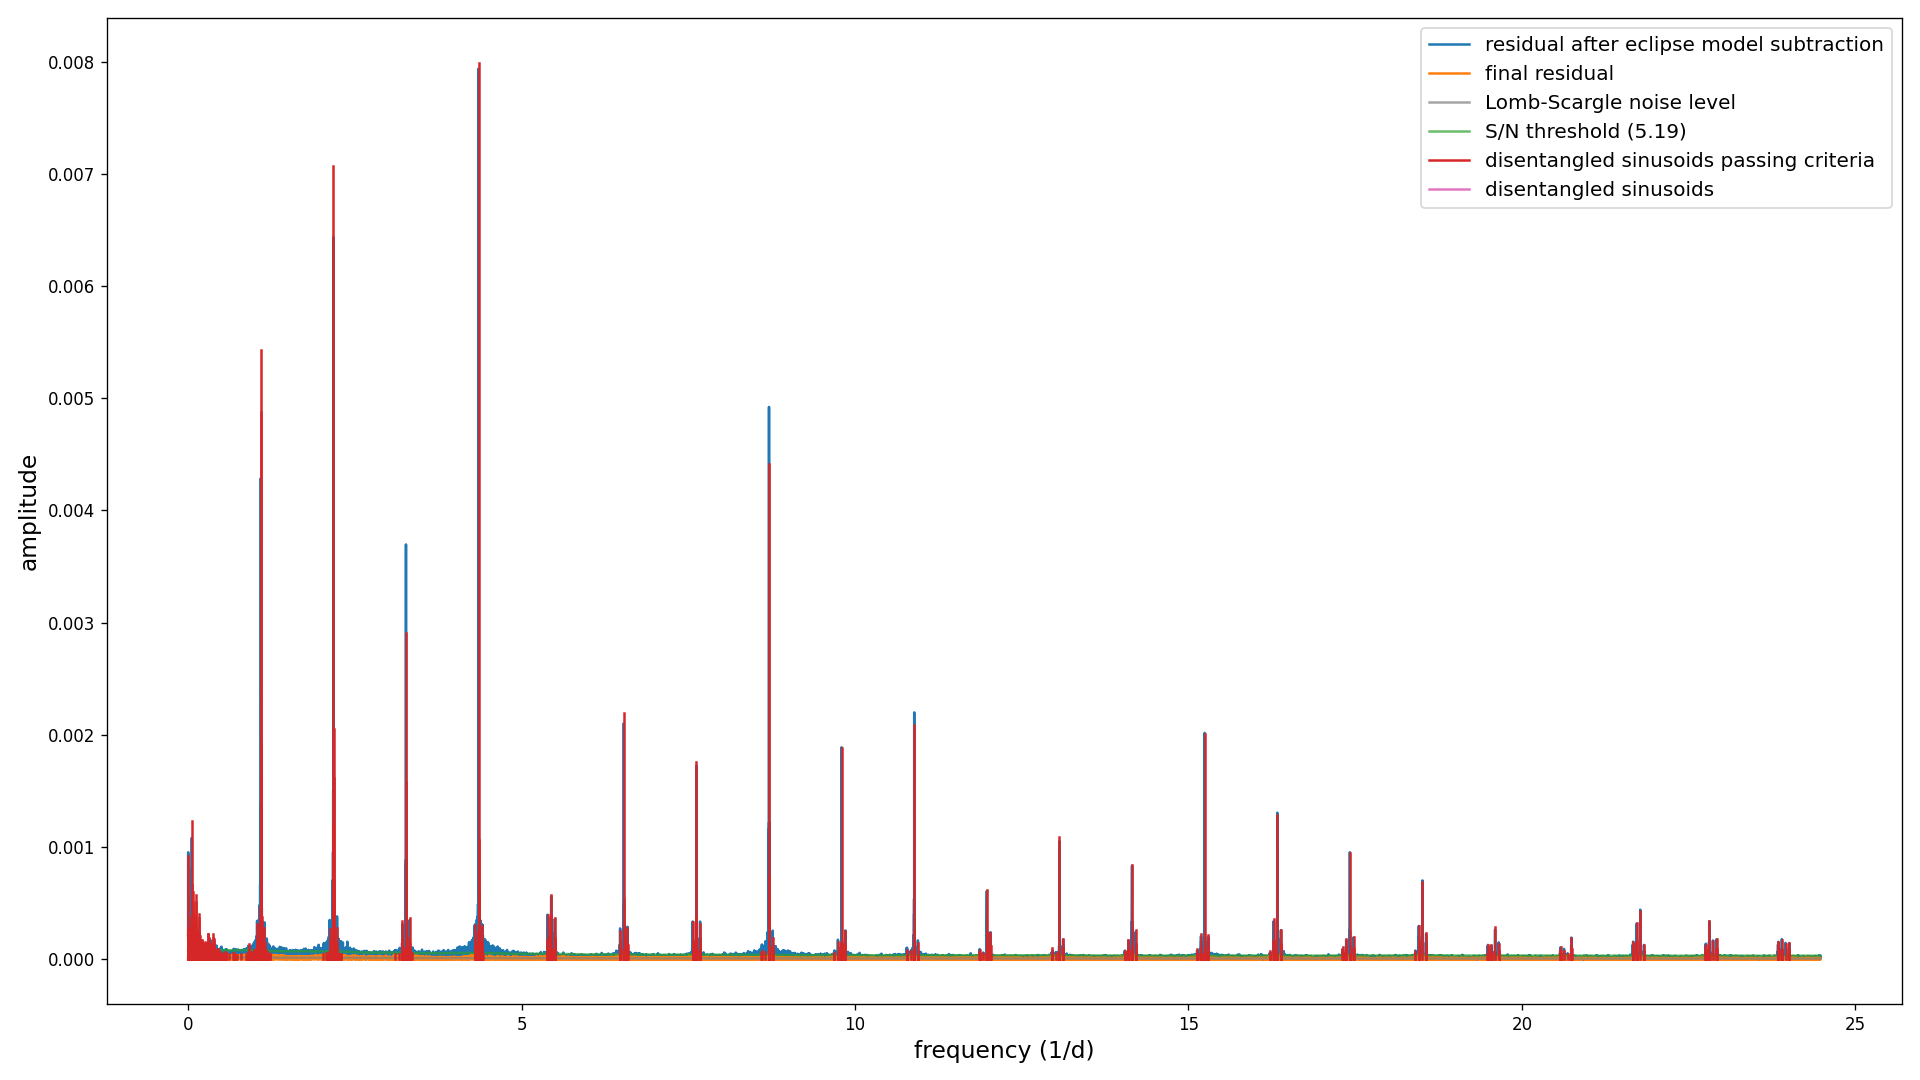 residual after eclipse model subtraction
final residual
Lomb-Scargle noise level
S/N threshold (5.19)
disentangled sinusoids passing criteria
disentangled sinusoids
0.008
0.007
0.006
0.005
0.004
0.003
0.002
0.001
0.000
amplitude
0 5 10 15 20 25
frequency (1/d)